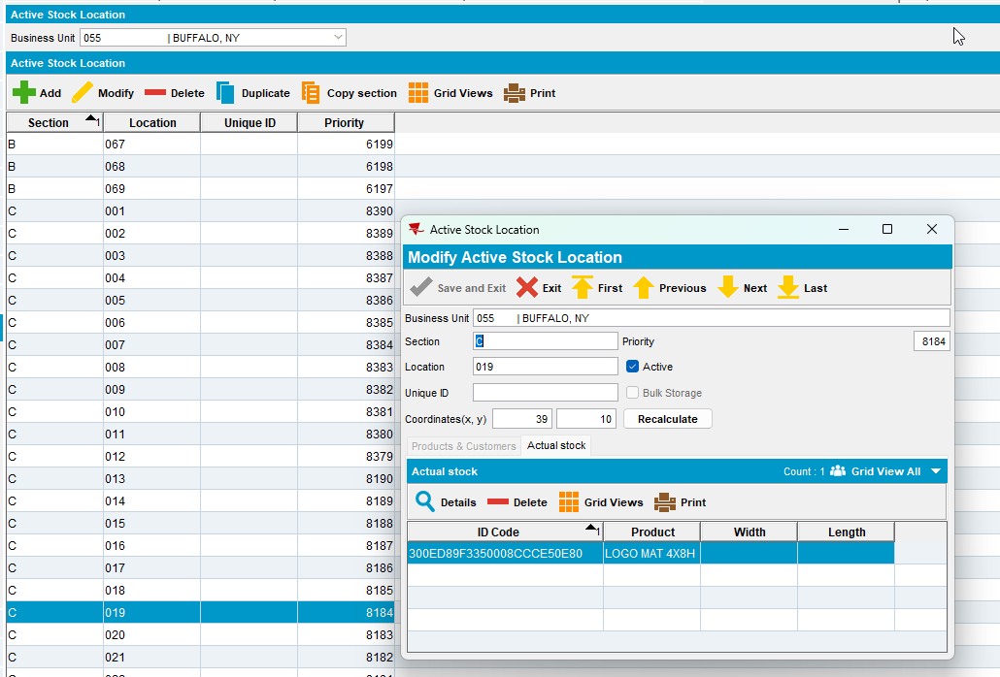 Active Stock Location
Business Unit 055 | BUFFALO, NY
Active Stock Location
Add Modify Delete Duplicate Copy section Grid Views Print
Section 1 Location Unique ID Priority
B 067 6199
B 068 6198
B 069 6197
C 001 8390
C 002 8389
C 003 8388
C 004 8387
C 005 8386
C 006 8385
C 007 8384
C 008 8383
C 009 8382
C 010 8381
C 011 8380
C 012 8379
C 013 8190
C 014 8189
C 015 8188
C 016 8187
C 017 8186
C 018 8185
C 019 8184
C 020 8183
C 021 8182
Active Stock Location
Modify Active Stock Location
Save and Exit Exit First Previous Next Last
Business Unit 055 | BUFFALO, NY
Section C Priority 8184
Location 019 Active
Unique ID Bulk Storage
Coordinates(x, y) 39 10 Recalculate
Products & Customers Actual stock
Actual stock Count : 1 Grid View All
Details Delete Grid Views Print
ID Code 1 Product Width Length
300ED89F3350008CCCE50E80 LOGO MAT 4X8H